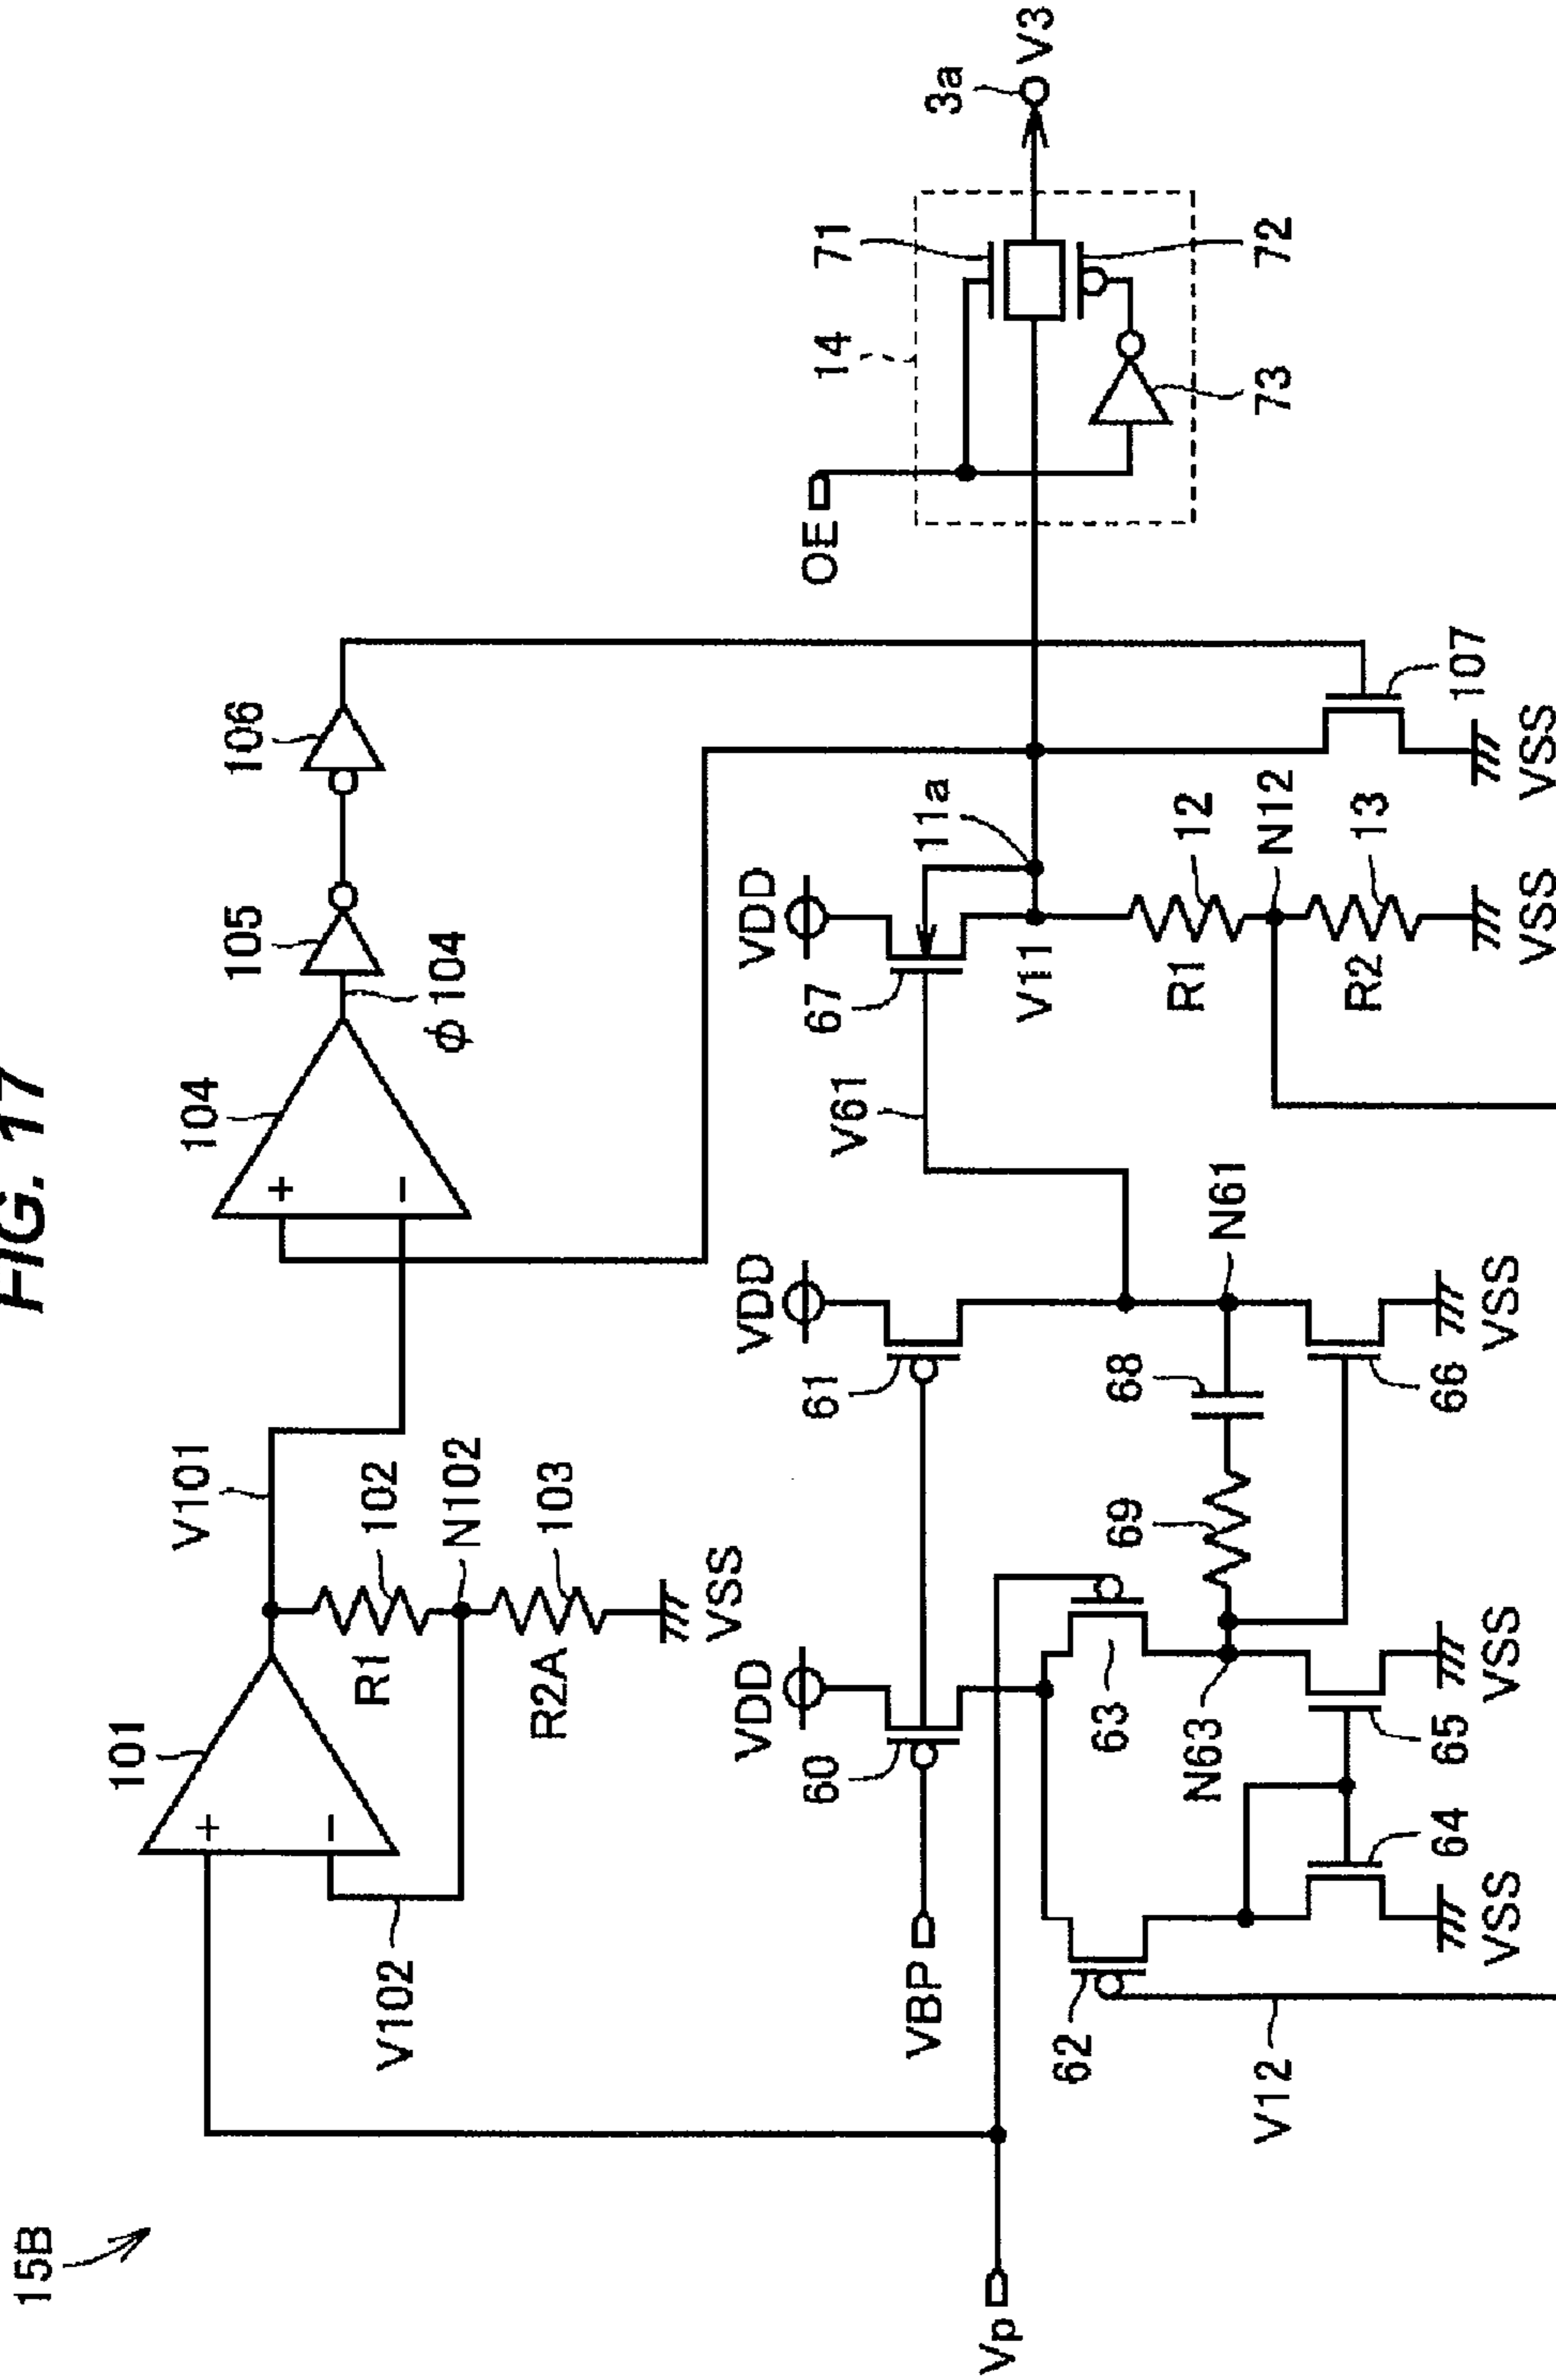 FIG. 17
15B
101
+
−
V102
V101
R1
102
N102
R2A
103
VSS
104
+
−
φ104
105
106
Vp
VBP
VDD
60
VDD
61
62
63
N63
69
68
N61
64
65
66
VSS
VSS
VSS
V12
V61
VDD
67
11a
V11
R1
12
N12
R2
13
VSS
107
VSS
OE
14
71
72
73
3a
V3